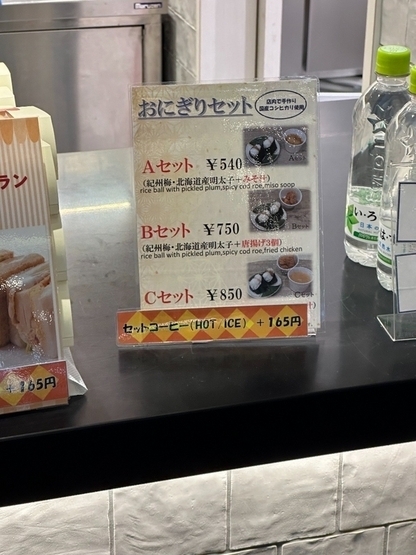 おにぎりセット
店内で手作り
国産コシヒカリ使用
Aセット ￥540
(紀州梅・北海道産明太子＋みそ汁)
rice ball with pickled plum,spicy cod roe,miso soup
Bセット ￥750
(紀州梅・北海道産明太子＋唐揚げ3個)
rice ball with pickled plum,spicy cod roe,fried chicken
Cセット ￥850
セットコーヒー(HOT/ICE) ＋165円
ラン
＋165円
い・ろ